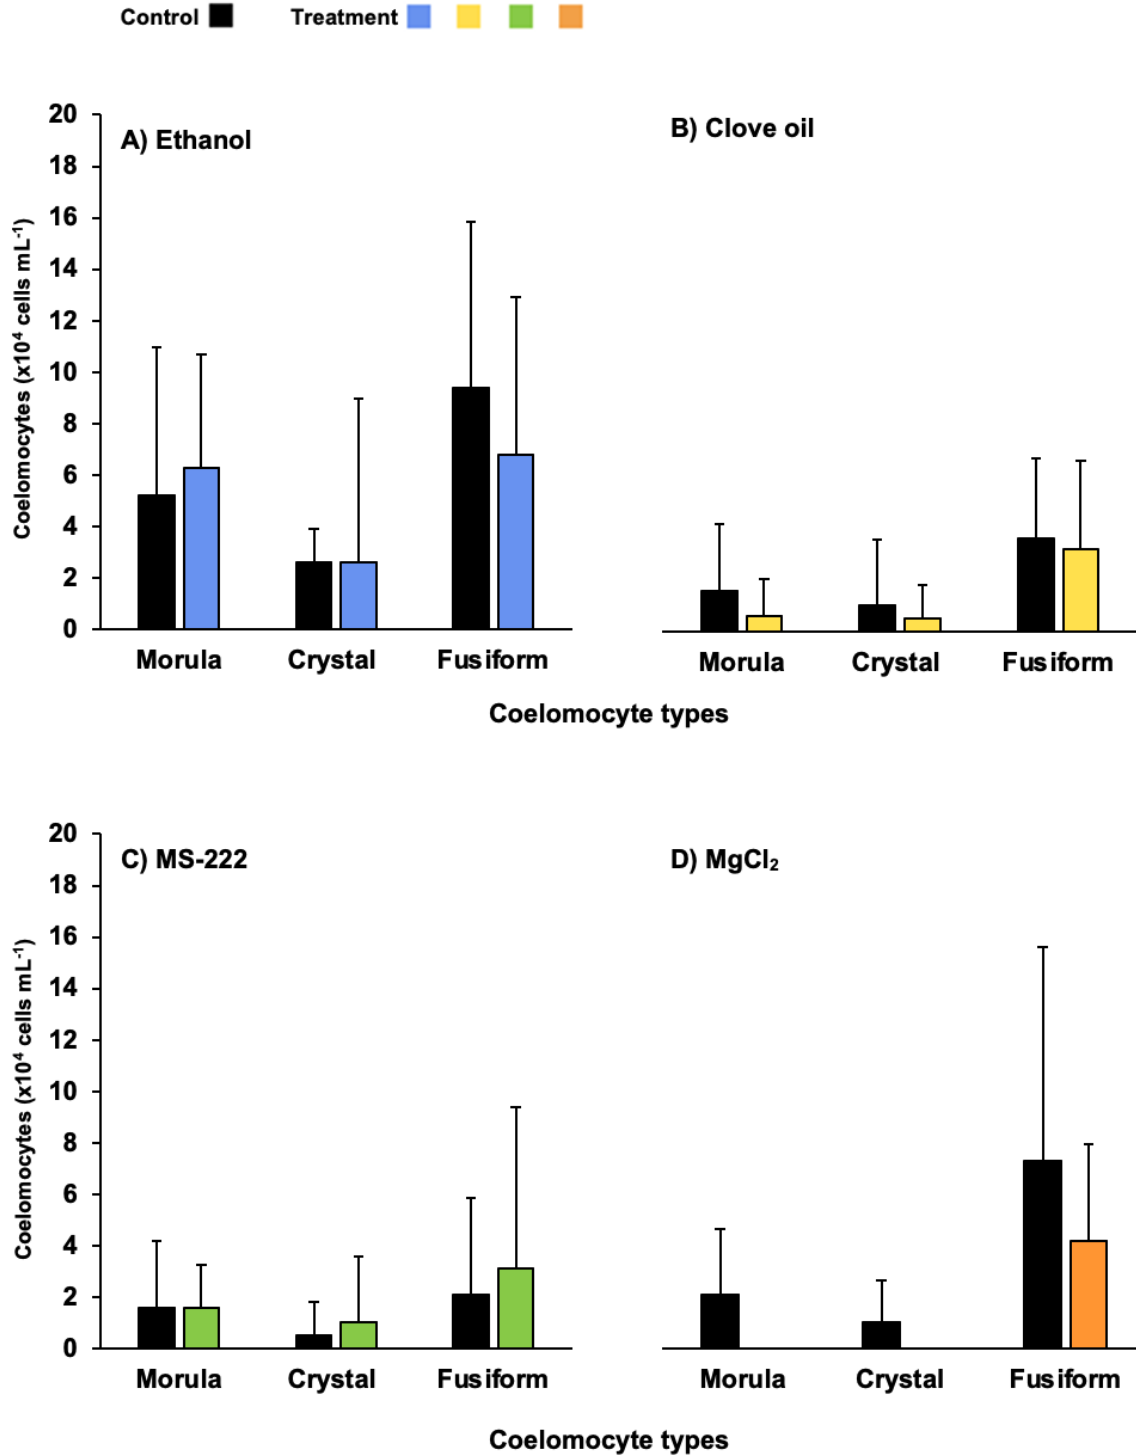 Control Treatment
A) Ethanol
Coelomocytes (x10⁴ cells mL⁻¹)
20
18
16
14
12
10
8
6
4
2
0
Morula Crystal Fusiform
B) Clove oil
Morula Crystal Fusiform
Coelomocyte types
C) MS-222
Coelomocytes (x10⁴ cells mL⁻¹)
20
18
16
14
12
10
8
6
4
2
0
Morula Crystal Fusiform
D) MgCl₂
Morula Crystal Fusiform
Coelomocyte types